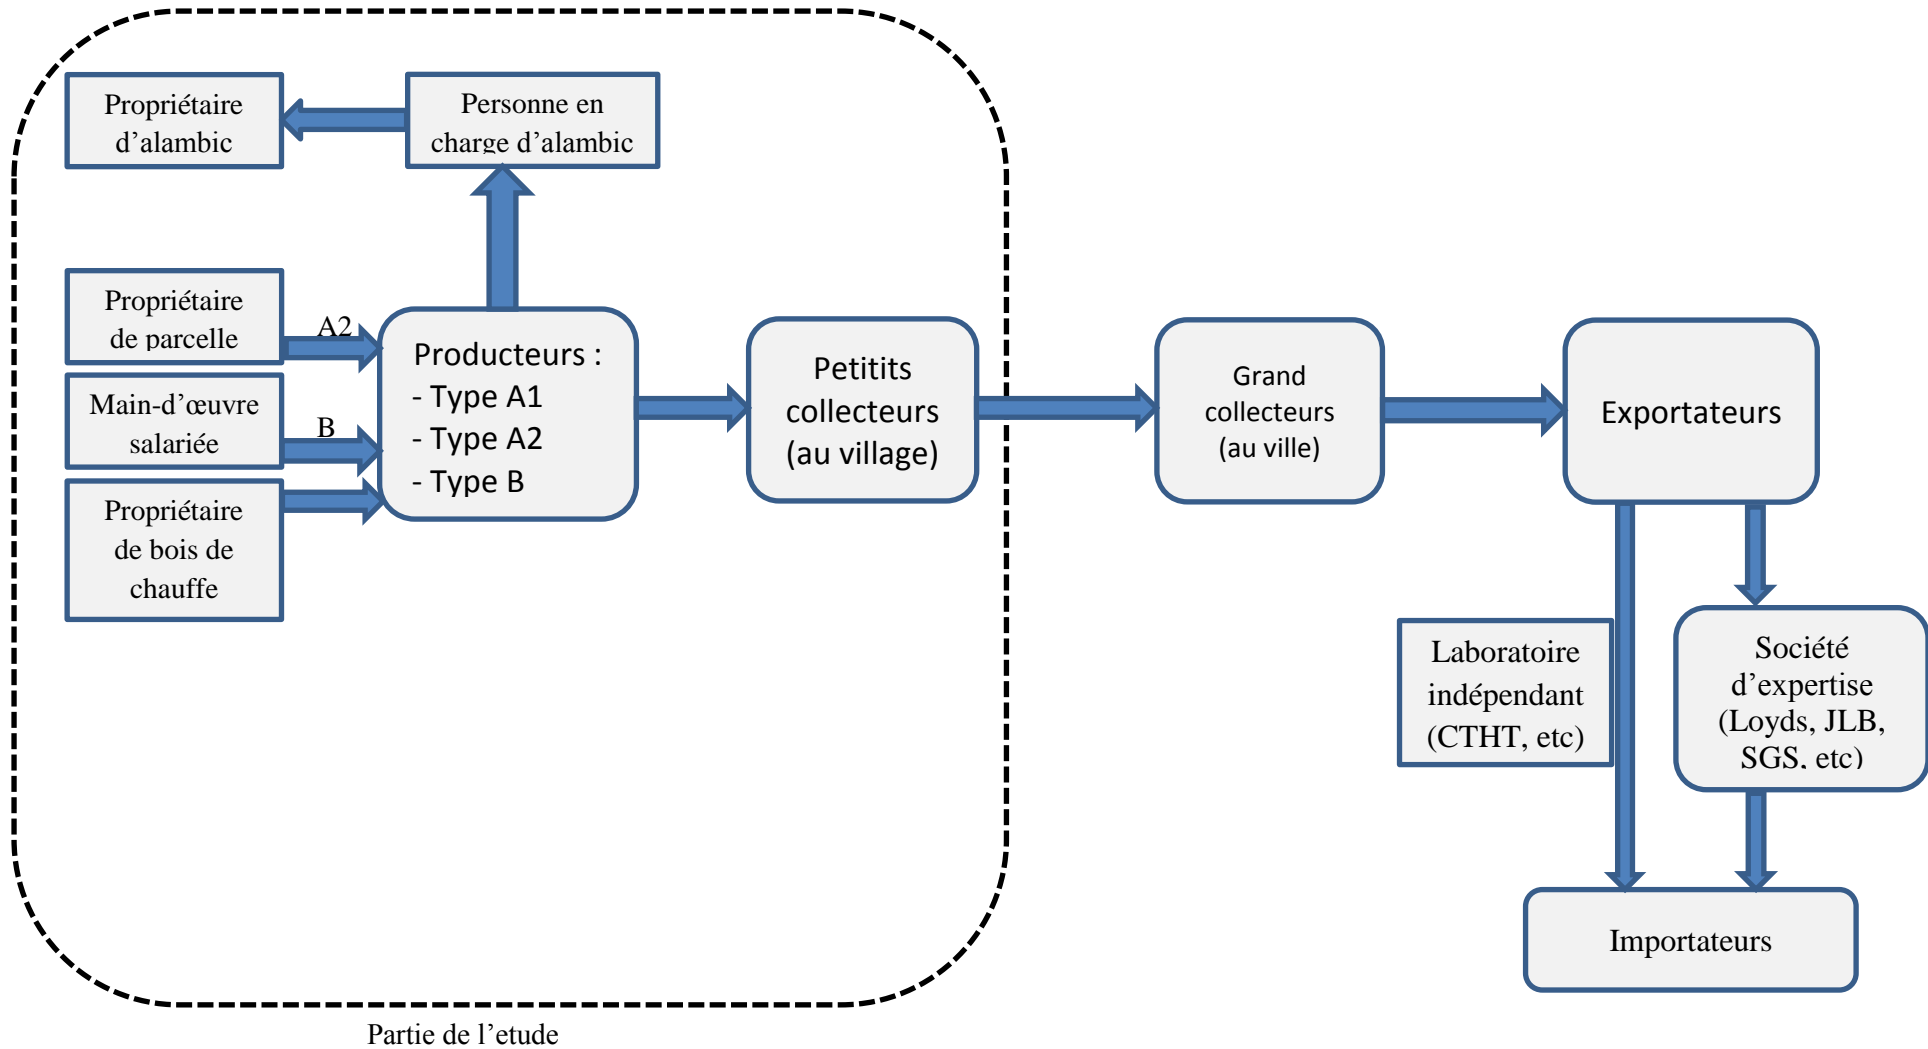 Propriétaire
d’alambic
Personne en
charge d’alambic
Propriétaire
de parcelle
A2
Main-d’œuvre
salariée
B
Propriétaire
de bois de
chauffe
Producteurs :
- Type A1
- Type A2
- Type B
Petitits
collecteurs
(au village)
Grand
collecteurs
(au ville)
Exportateurs
Laboratoire
indépendant
(CTHT, etc)
Société
d’expertise
(Loyds, JLB,
SGS, etc)
Importateurs
Partie de l’etude